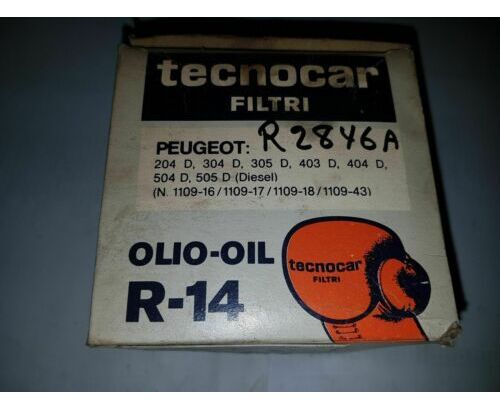 tecnocar
FILTRI
PEUGEOT: R2846A
204 D, 304 D, 305 D, 403 D, 404 D,
504 D, 505 D (Diesel)
(N. 1109-16/1109-17/1109-18/1109-43)
OLIO-OIL
R-14
tecnocar
FILTRI